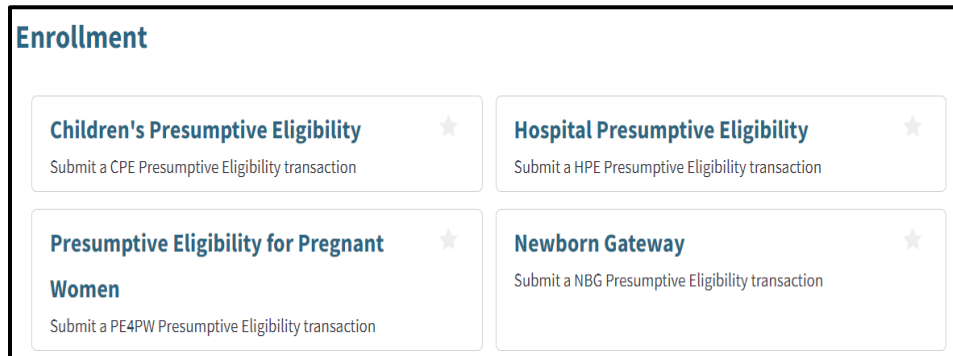 Enrollment
Children's Presumptive Eligibility
Submit a CPE Presumptive Eligibility transaction
Hospital Presumptive Eligibility
Submit a HPE Presumptive Eligibility transaction
Presumptive Eligibility for Pregnant
Women
Submit a PE4PW Presumptive Eligibility transaction
Newborn Gateway
Submit a NBG Presumptive Eligibility transaction